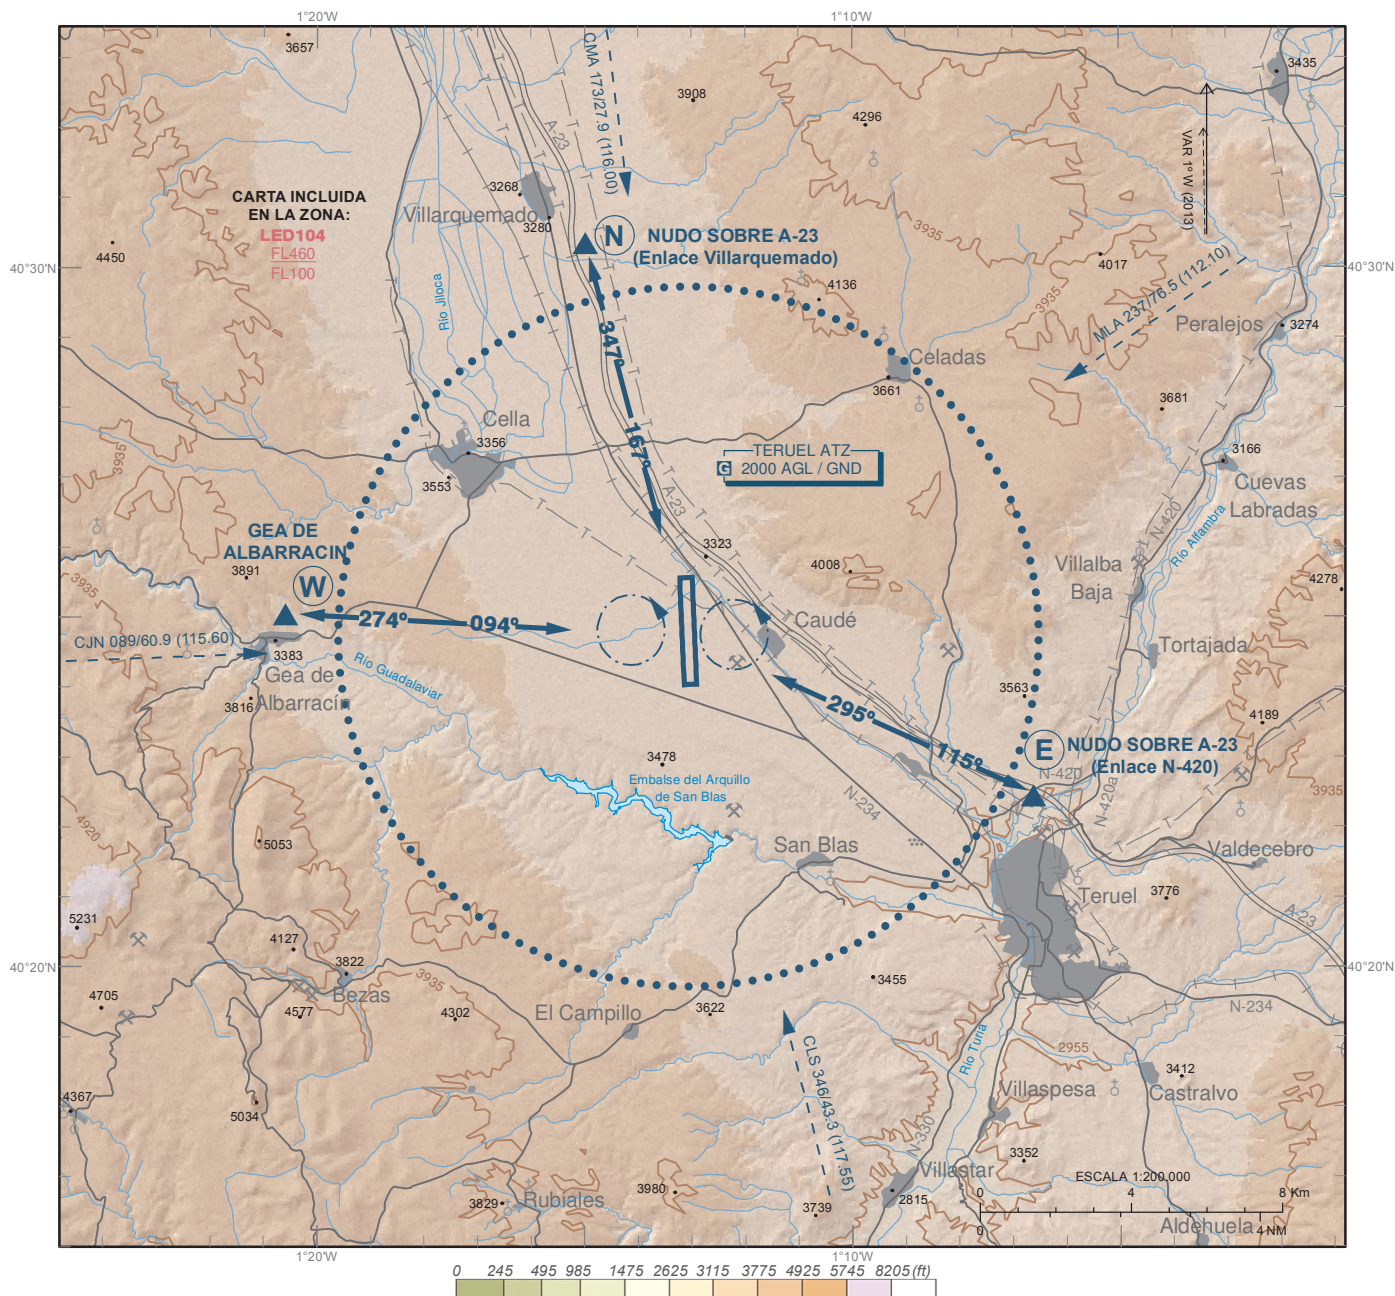 1°20'W
1°10'W
3657
3435
3908
4296
A-23
CMA 173/27.9 (116.00)
VAR 1° W (2013)
CARTA INCLUIDA
EN LA ZONA:
LED104
FL460
FL100
3268
Villarquemado
3280
N
NUDO SOBRE A-23
(Enlace Villarquemado)
3935
4450
4017
40°30'N
40°30'N
Río Jiloca
4136
3935
MLA 237/76.5 (112.10)
Peralejos
3274
347º
Celadas
3661
3681
Cella
3356
167º
TERUEL ATZ
G
2000 AGL / GND
3166
3935
3553
A-23
Cuevas
Labradas
N-420
Río Alfambra
GEA DE
ALBARRACIN
3323
4008
Villalba
Baja
3891
3935
W
4278
274º
094º
Caudé
CJN 089/60.9 (115.60)
3383
Gea de
Albarracín
Río Guadalaviar
Tortajada
3816
3563
295º
4189
115º
E
NUDO SOBRE A-23
(Enlace N-420)
3478
N-420
N-420a
Embalse del Arquillo
de San Blas
3935
N-234
4920
5053
San Blas
Valdecebro
Teruel
3776
5231
A-23
4127
3822
40°20'N
40°20'N
3935
3455
Bezas
4705
4577
4302
El Campillo
3622
N-234
Río Turia
2955
CLS 346/43.3 (117.55)
3412
Villaspesa
Castralvo
4367
5034
N-330
3352
Villastar
ESCALA 1:200.000
0
4
8 Km
3829
Rubiales
3980
3739
2815
Aldehuela
0
4 NM
1°20'W
1°10'W
0
245
495
985
1475
2625
3115
3775
4925
5745
8205
(ft)